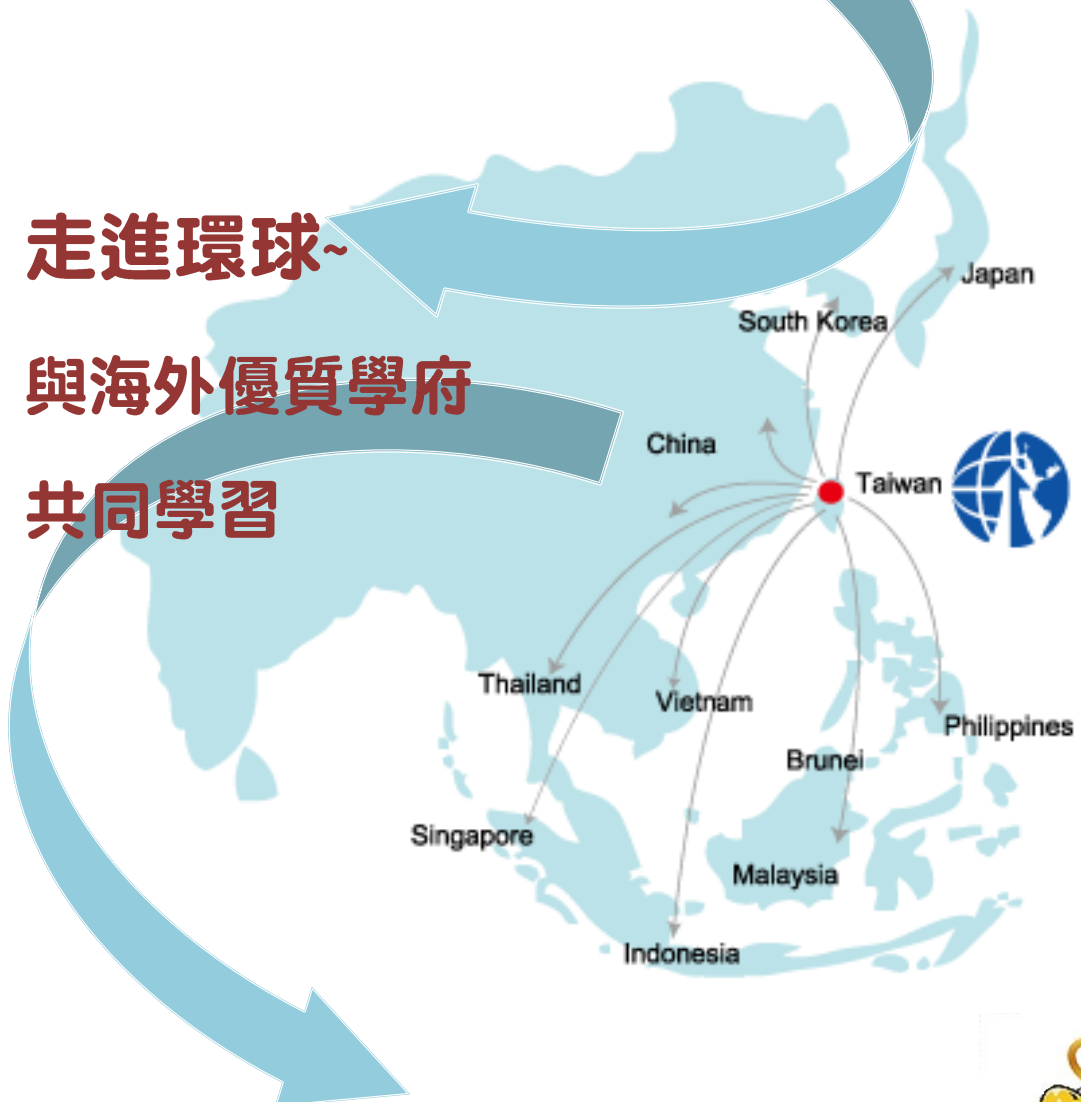 走進環球~
與海外優質學府
共同學習
Japan
South Korea
China
Taiwan
Thailand
Vietnam
Philippines
Brunei
Singapore
Malaysia
Indonesia